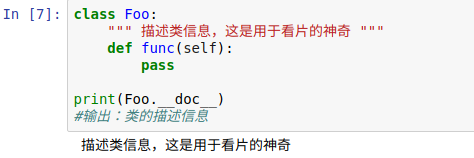 In [7]: class Foo:
    """ 描述类信息，这是用于看片的神奇 """
    def func(self):
        pass
print(Foo.__doc__)
#输出：类的描述信息
描述类信息，这是用于看片的神奇